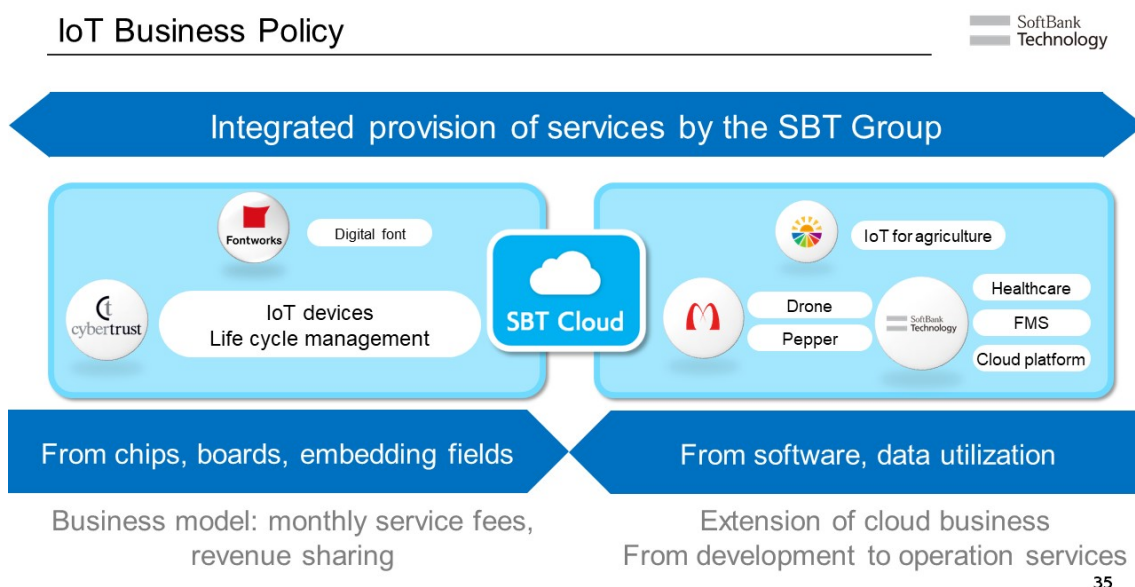 IoT Business Policy
SoftBank
Technology
Integrated provision of services by the SBT Group
Fontworks
Digital font
cybertrust
IoT devices
Life cycle management
SBT Cloud
IoT for agriculture
Drone
Pepper
SoftBank
Technology
Healthcare
FMS
Cloud platform
From chips, boards, embedding fields
From software, data utilization
Business model: monthly service fees,
revenue sharing
Extension of cloud business
From development to operation services
35